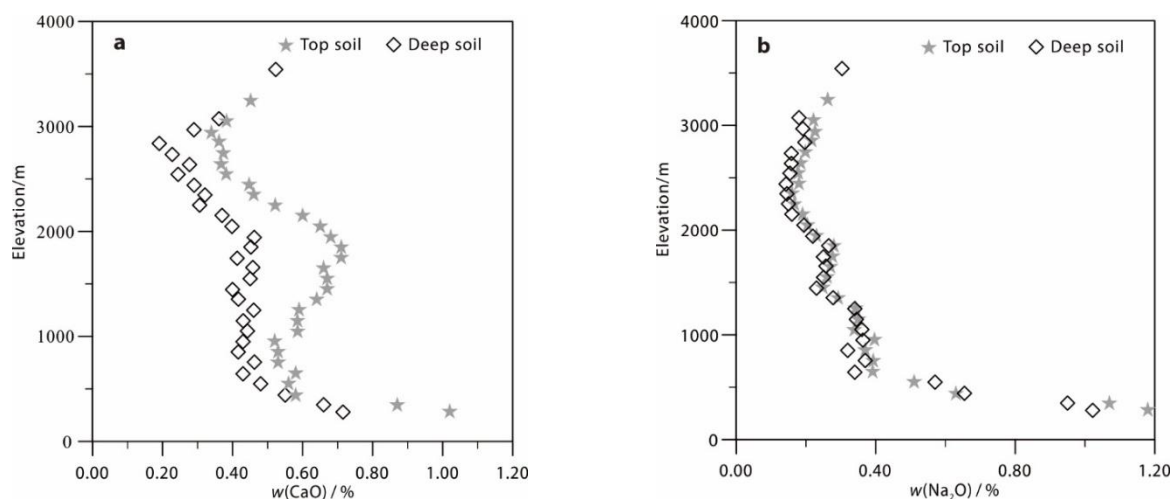 a
Top soil
Deep soil
4000
3000
2000
1000
0
Elevation/m
0.00 0.20 0.40 0.60 0.80 1.00 1.20
w(CaO) / %
b
Top soil
Deep soil
4000
3000
2000
1000
0
Elevation/m
0.00 0.40 0.80 1.20
w(Na₂O) / %